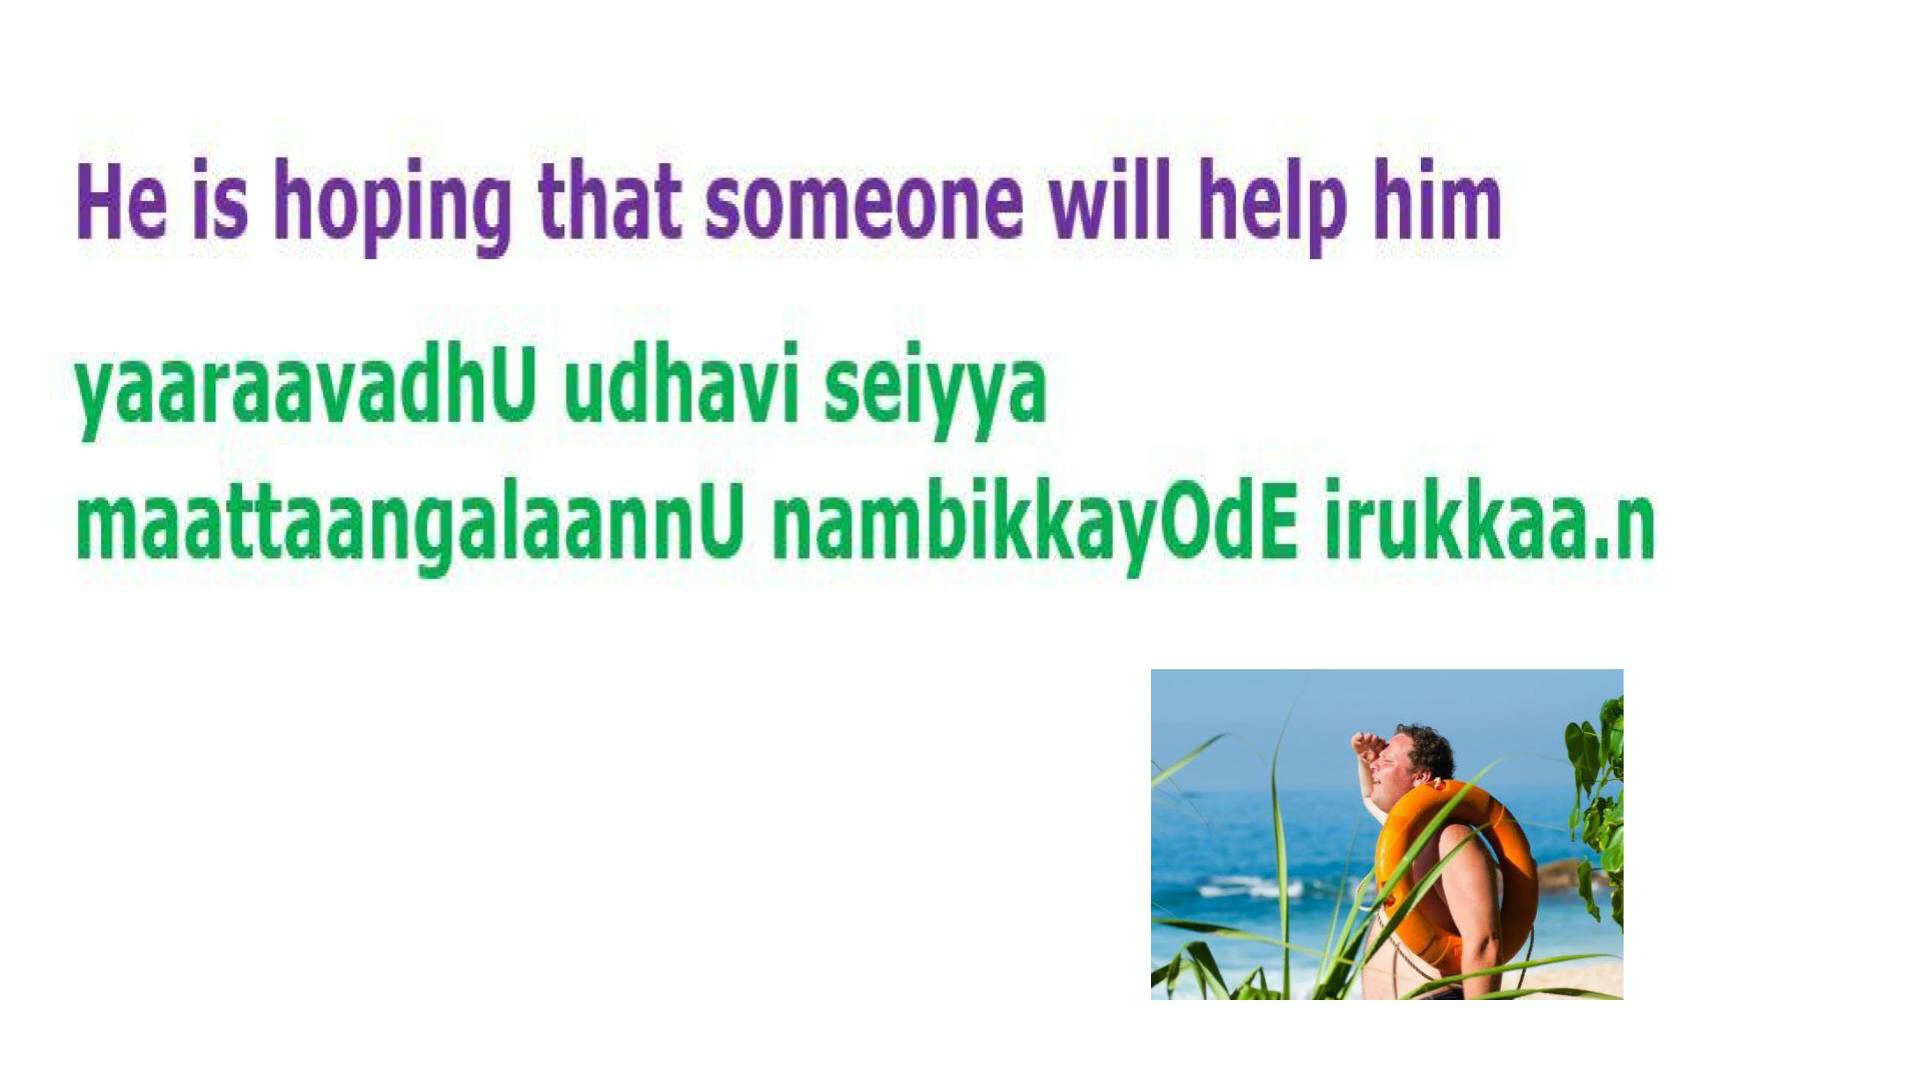 He is hoping that someone will help him
yaaraavadhU udhavi seiyya
maattaangalaannU nambikkayOdE irukkaa.n